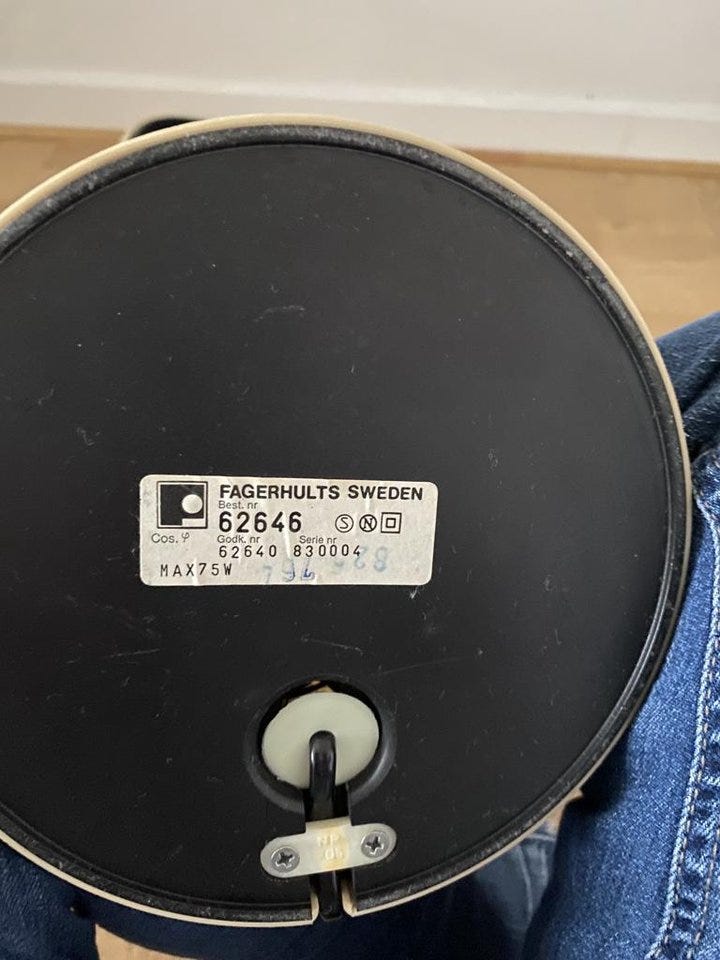 FAGERHULTS SWEDEN
Best. nr
62646 S N
Cos. φ Godk. nr Serie nr
62640 830004
MAX75W